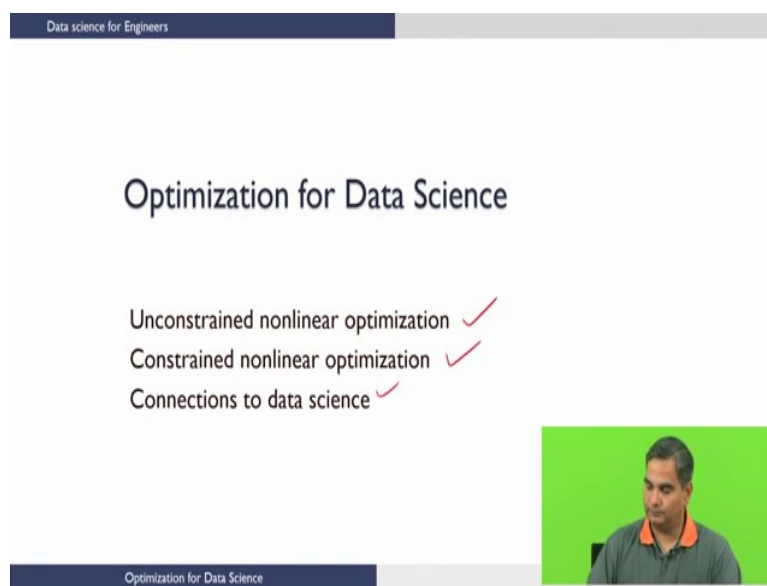 Data science for Engineers
Optimization for Data Science
Unconstrained nonlinear optimization
Constrained nonlinear optimization
Connections to data science
Optimization for Data Science